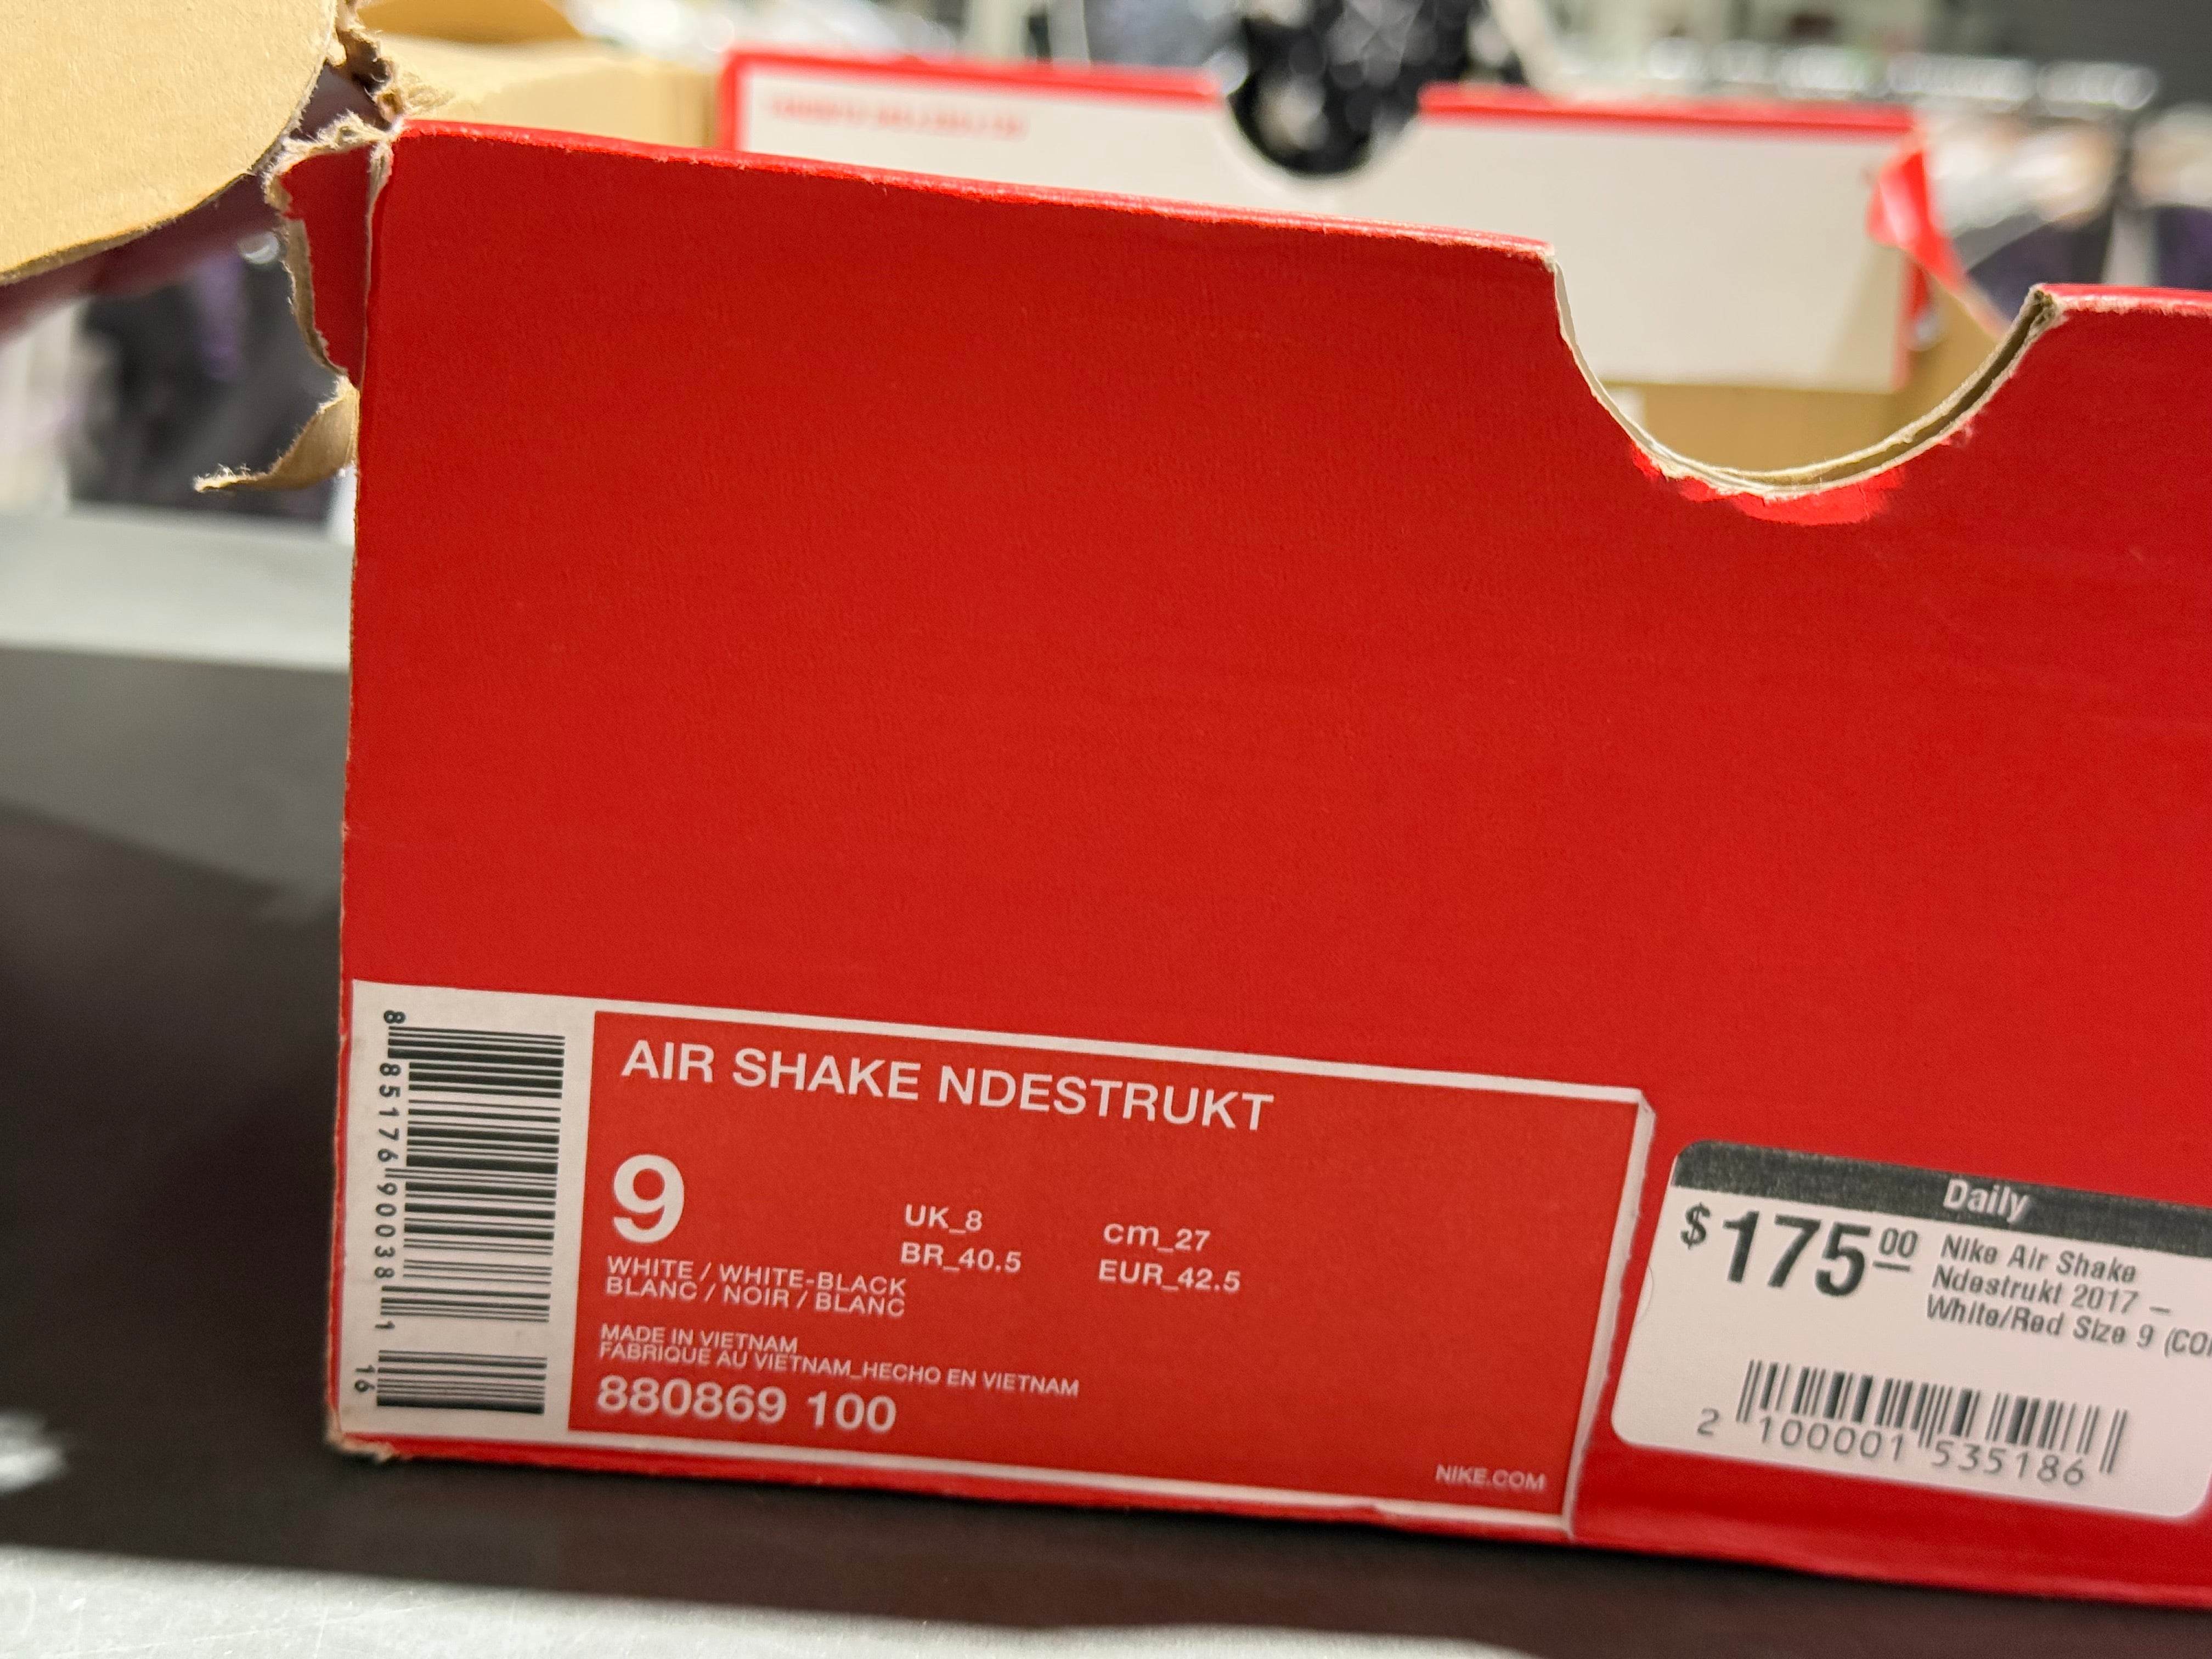 AIR SHAKE NDESTRUKT
9
UK_8 cm_27
BR_40.5 EUR_42.5
WHITE / WHITE-BLACK
BLANC / NOIR / BLANC
MADE IN VIETNAM
FABRIQUE AU VIETNAM_HECHO EN VIETNAM
880869 100
NIKE.COM
8 85176 90038 1
16
Daily
$175.00
Nike Air Shake
Ndestrukt 2017 –
White/Red Size 9
2 100001 535186